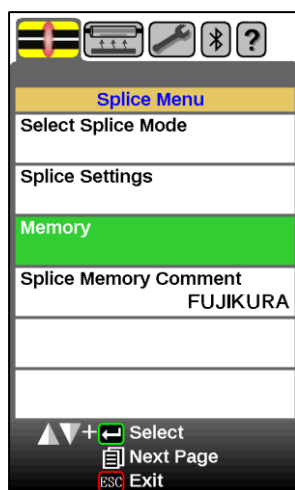 ?
Splice Menu
Select Splice Mode
Splice Settings
Memory
Splice Memory Comment
FUJIKURA
+ Select
Next Page
ESC Exit